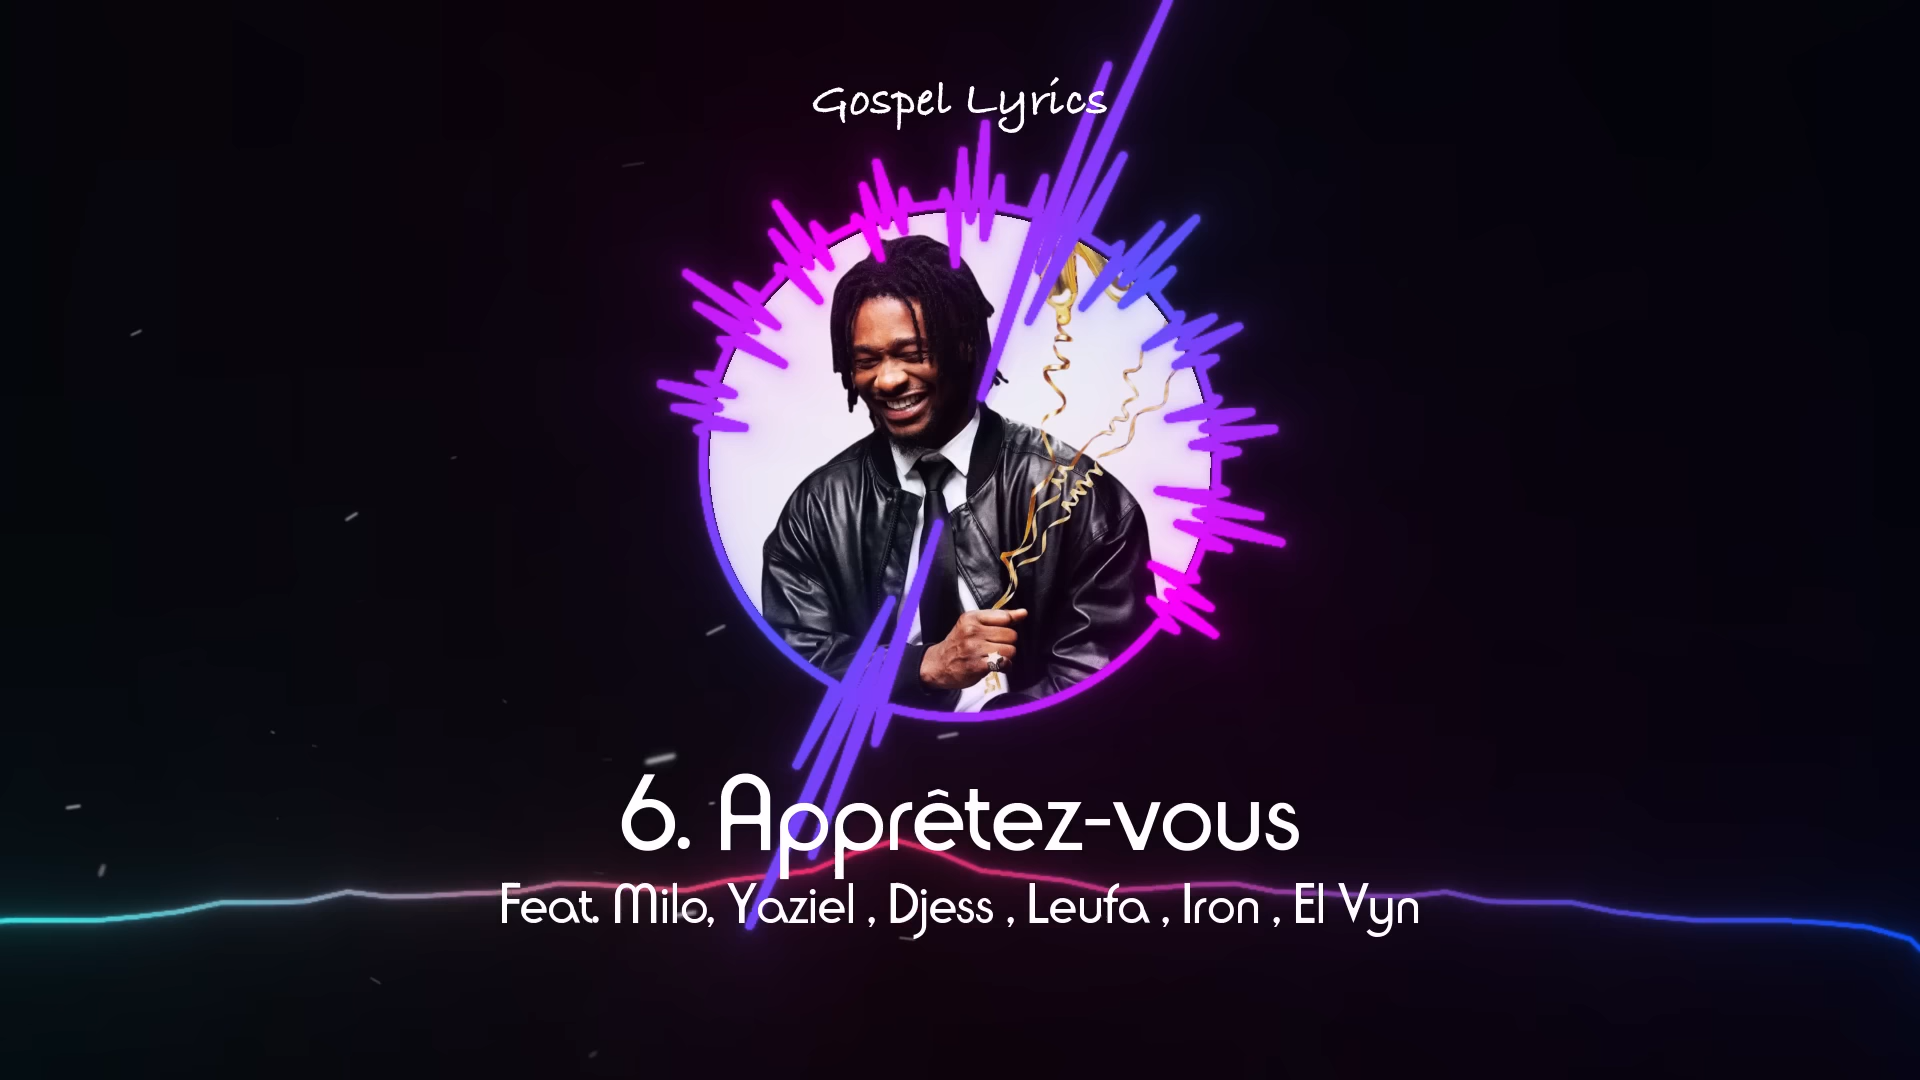 Gospel Lyrics
6. Apprêtez-vous
Feat. Milo, Yaziel , Djess , Leufa , Iron , El Vyn